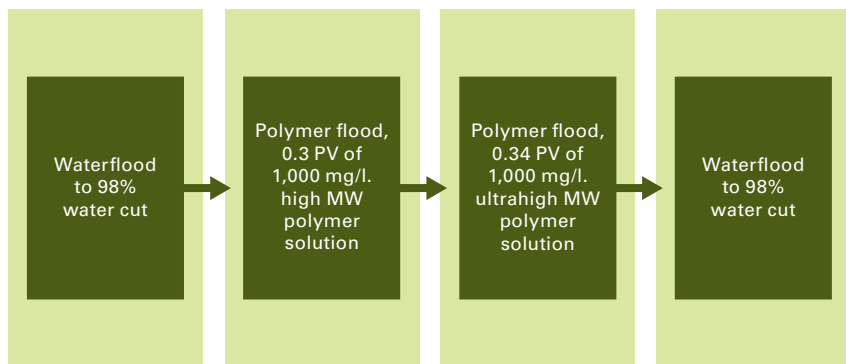 Waterflood
to 98%
water cut
Polymer flood,
0.3 PV of
1,000 mg/l.
high MW
polymer
solution
Polymer flood,
0.34 PV of
1,000 mg/l.
ultrahigh MW
polymer
solution
Waterflood
to 98%
water cut